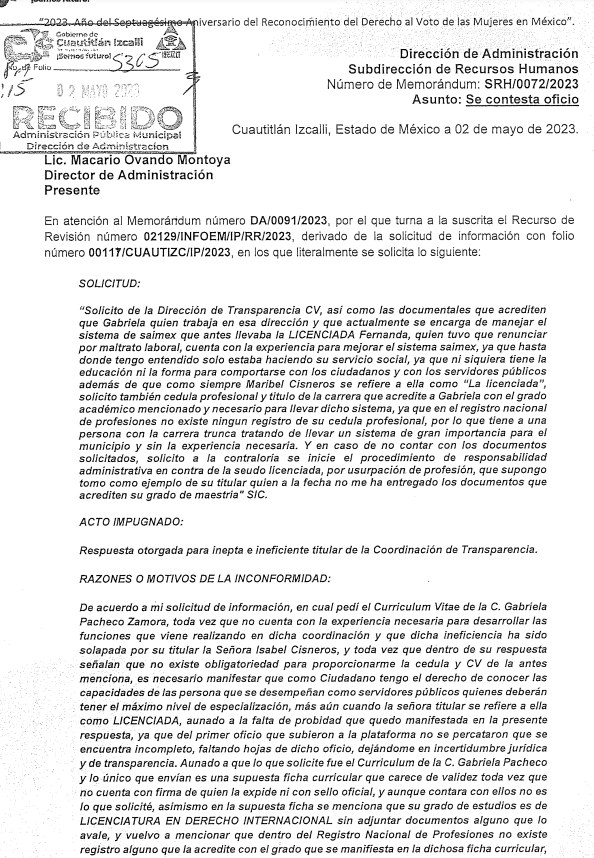 ¡Somos futuro!
"2023. Año del Septuagésimo Aniversario del Reconocimiento del Derecho al Voto de las Mujeres en México".
Gobierno de
Cuautitlán Izcalli
¡Somos futuro!
No. de Folio
5365
02 MAYO 2023
RECIBIDO
Administración Pública Municipal
Dirección de Administración
Dirección de Administración
Subdirección de Recursos Humanos
Número de Memorándum: SRH/0072/2023
Asunto: Se contesta oficio
Cuautitlán Izcalli, Estado de México a 02 de mayo de 2023.
Lic. Macario Ovando Montoya
Director de Administración
Presente
En atención al Memorándum número DA/0091/2023, por el que turna a la suscrita el Recurso de
Revisión número 02129/INFOEM/IP/RR/2023, derivado de la solicitud de información con folio
número 00117/CUAUTIZC/IP/2023, en los que literalmente se solicita lo siguiente:
SOLICITUD:
"Solicito de la Dirección de Transparencia CV, así como las documentales que acrediten
que Gabriela quien trabaja en esa dirección y que actualmente se encarga de manejar el
sistema de saimex que antes llevaba la LICENCIADA Fernanda, quien tuvo que renunciar
por maltrato laboral, cuenta con la experiencia para mejorar el sistema saimex, ya que hasta
donde tengo entendido solo estaba haciendo su servicio social, ya que ni siquiera tiene la
educación ni la forma para comportarse con los ciudadanos y con los servidores públicos
además de que como siempre Maribel Cisneros se refiere a ella como "La licenciada",
solicito también cedula profesional y titulo de la carrera que acredite a Gabriela con el grado
académico mencionado y necesario para llevar dicho sistema, ya que en el registro nacional
de profesiones no existe ningun registro de su cedula profesional, por lo que tiene a una
persona con la carrera trunca tratando de llevar un sistema de gran importancia para el
municipio y sin la experiencia necesaria. Y en caso de no contar con los documentos
solicitados, solicito a la contraloría se inicie el procedimiento de responsabilidad
administrativa en contra de la seudo licenciada, por usurpación de profesión, que supongo
tomo como ejemplo de su titular quien a la fecha no me ha entregado los documentos que
acrediten su grado de maestría" SIC.
ACTO IMPUGNADO:
Respuesta otorgada para inepta e ineficiente titular de la Coordinación de Transparencia.
RAZONES O MOTIVOS DE LA INCONFORMIDAD:
De acuerdo a mi solicitud de información, en cual pedi el Curriculum Vitae de la C. Gabriela
Pacheco Zamora, toda vez que no cuenta con la experiencia necesaria para desarrollar las
funciones que viene realizando en dicha coordinación y que dicha ineficiencia ha sido
solapada por su titular la Señora Isabel Cisneros, y toda vez que dentro de su respuesta
señalan que no existe obligatoriedad para proporcionarme la cedula y CV de la antes
menciona, es necesario manifestar que como Ciudadano tengo el derecho de conocer las
capacidades de las persona que se desempeñan como servidores públicos quienes deberán
tener el máximo nivel de especialización, más aún cuando la señora titular se refiere a ella
como LICENCIADA, aunado a la falta de probidad que quedo manifestada en la presente
respuesta, ya que del primer oficio que subieron a la plataforma no se percataron que se
encuentra incompleto, faltando hojas de dicho oficio, dejándome en incertidumbre jurídica
y de transparencia. Aunado a que lo que solicite fue el Curriculum de la C. Gabriela Pacheco
y lo único que envían es una supuesta ficha curricular que carece de validez toda vez que
no cuenta con firma de quien la expide ni con sello oficial, y aunque contara con ellos no es
lo que solicité, asimismo en la supuesta ficha se menciona que su grado de estudios es de
LICENCIATURA EN DERECHO INTERNACIONAL sin adjuntar documentos alguno que lo
avale, y vuelvo a mencionar que dentro del Registro Nacional de Profesiones no existe
registro alguno que la acredite con el grado que se manifiesta en la dichosa ficha curricular,